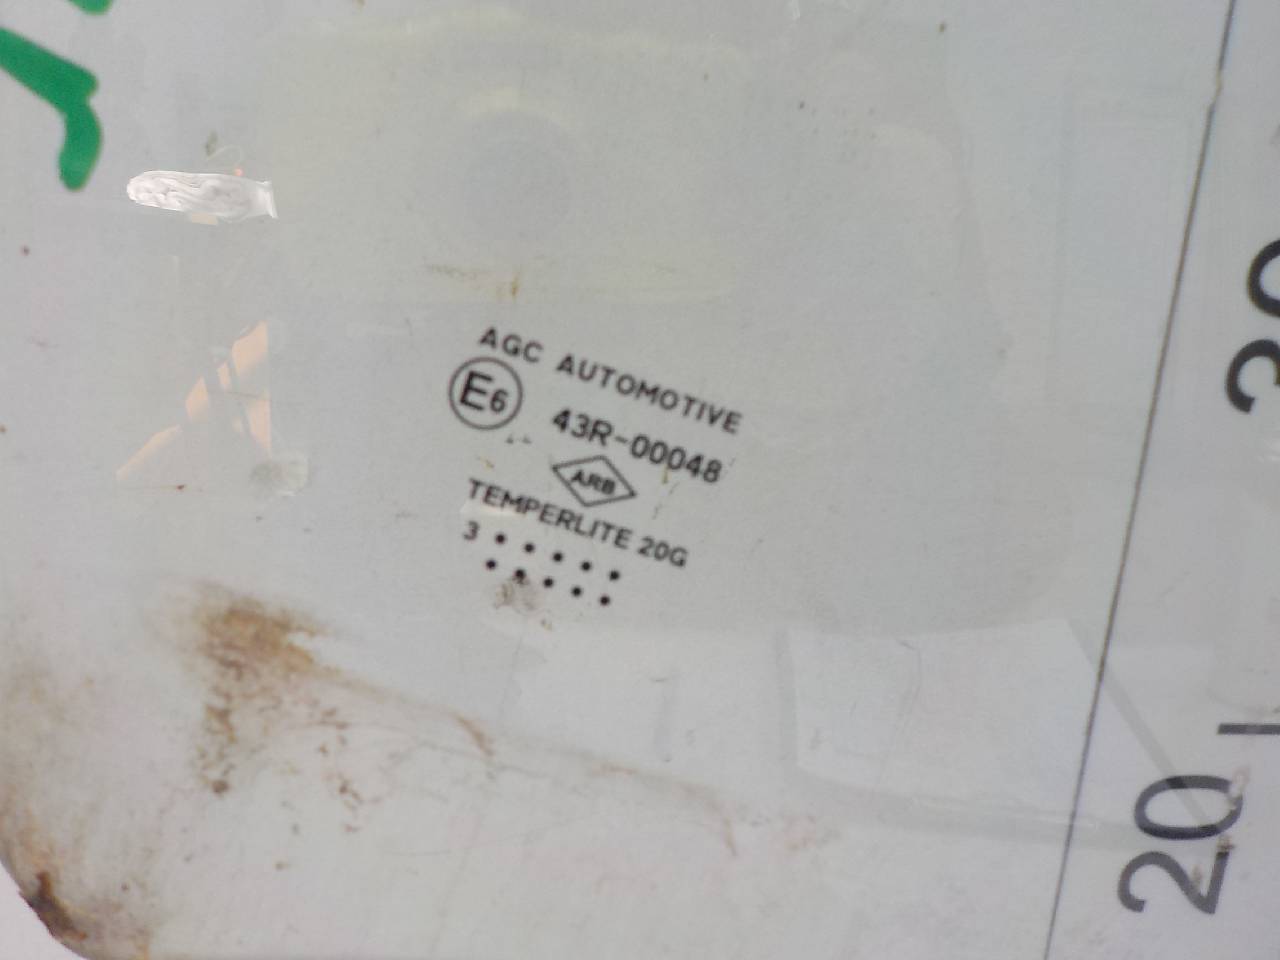 AGC AUTOMOTIVE
E6 43R-00048
ARB
TEMPERLITE 20G
3
20